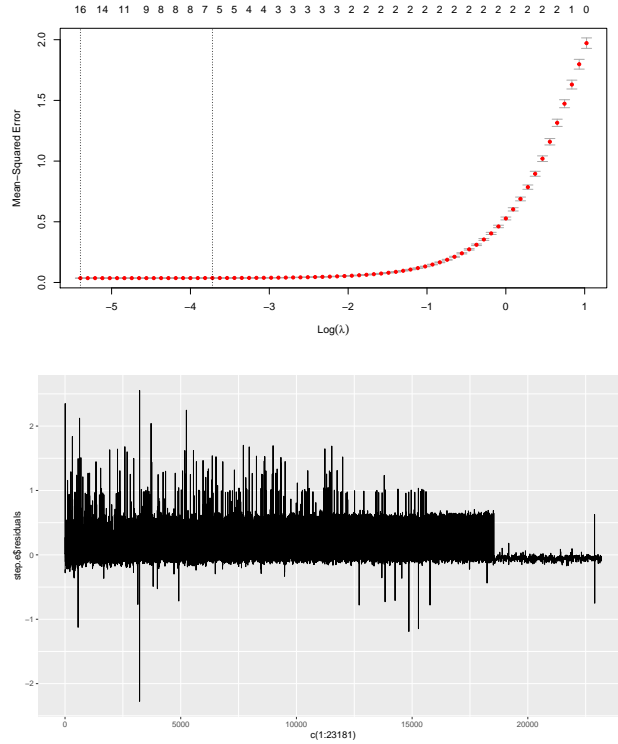 16 14 11 9 8 8 8 7 5 5 4 4 3 3 3 3 2 2 2 2 2 2 2 2 2 2 2 2 2 2 2 2 1 0
2.0
1.5
1.0
0.5
0.0
Mean−Squared Error
−5 −4 −3 −2 −1 0 1
Log(λ)
2
1
0
−1
−2
step.e$residuals
0 5000 10000 15000 20000
c(1:23181)